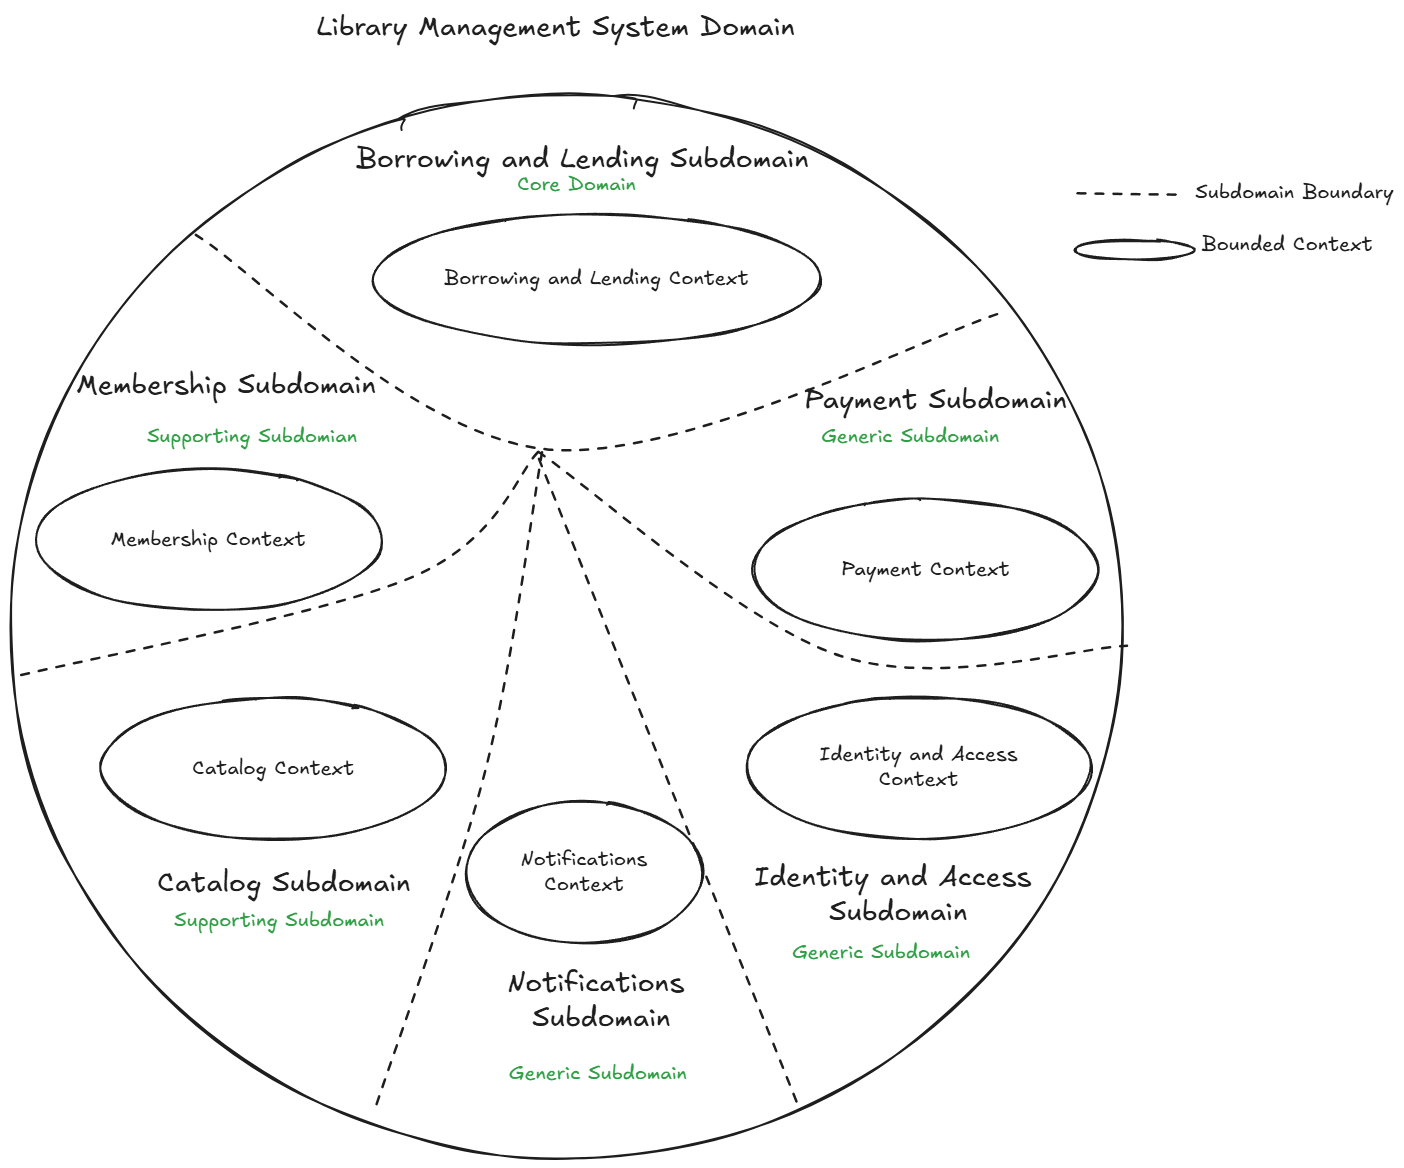 Library Management System Domain
Borrowing and Lending Subdomain
Core Domain
Borrowing and Lending Context
Subdomain Boundary
Bounded Context
Membership Subdomain
Supporting Subdomian
Membership Context
Payment Subdomain
Generic Subdomain
Payment Context
Catalog Context
Catalog Subdomain
Supporting Subdomain
Notifications
Context
Notifications
Subdomain
Generic Subdomain
Identity and Access
Context
Identity and Access
Subdomain
Generic Subdomain